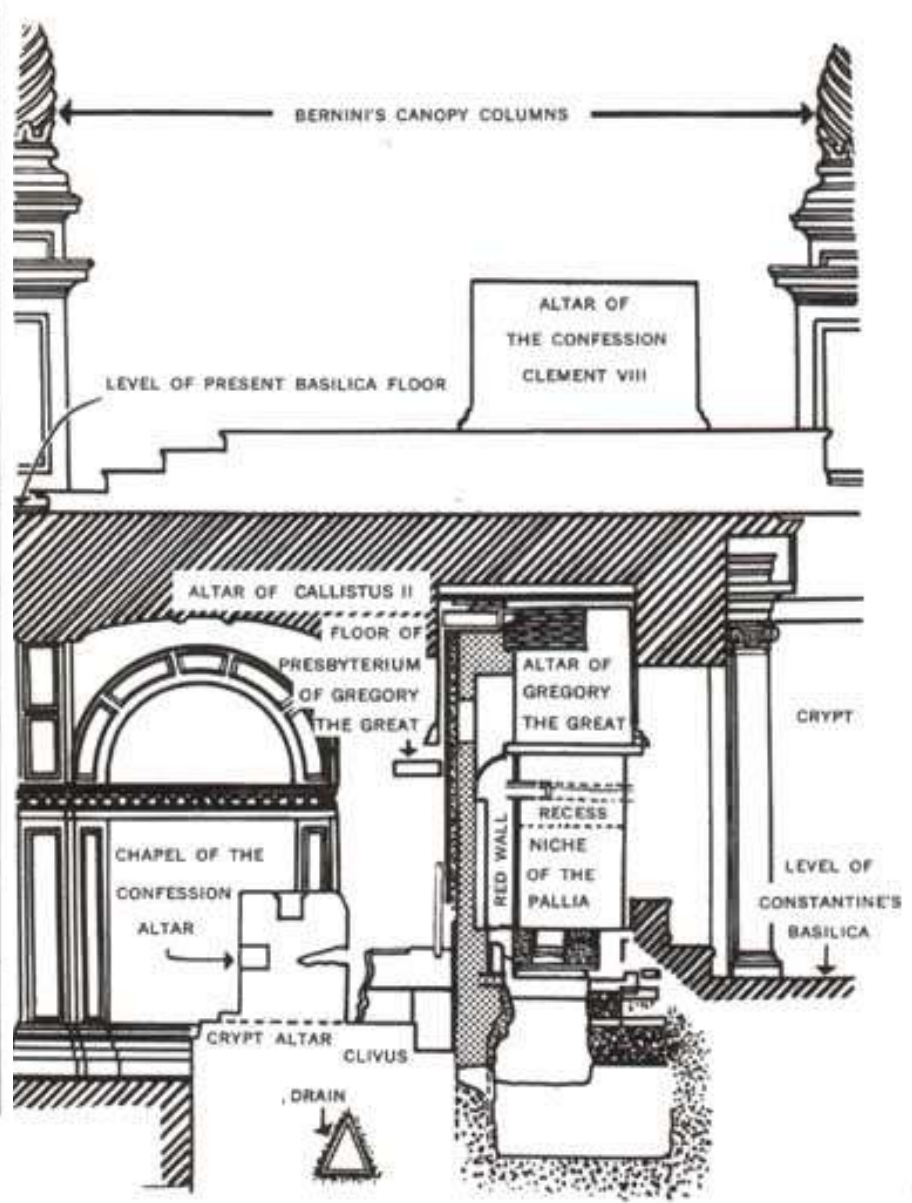 BERNINI'S CANOPY COLUMNS
ALTAR OF
THE CONFESSION
CLEMENT VIII
LEVEL OF PRESENT BASILICA FLOOR
ALTAR OF CALLISTUS II
FLOOR OF
PRESBYTERIUM
OF GREGORY
THE GREAT
ALTAR OF
GREGORY
THE GREAT
CRYPT
RECESS
RED WALL
NICHE
OF THE
PALLIA
CHAPEL OF THE
CONFESSION
ALTAR
LEVEL OF
CONSTANTINE'S
BASILICA
CRYPT ALTAR
CLIVUS
DRAIN